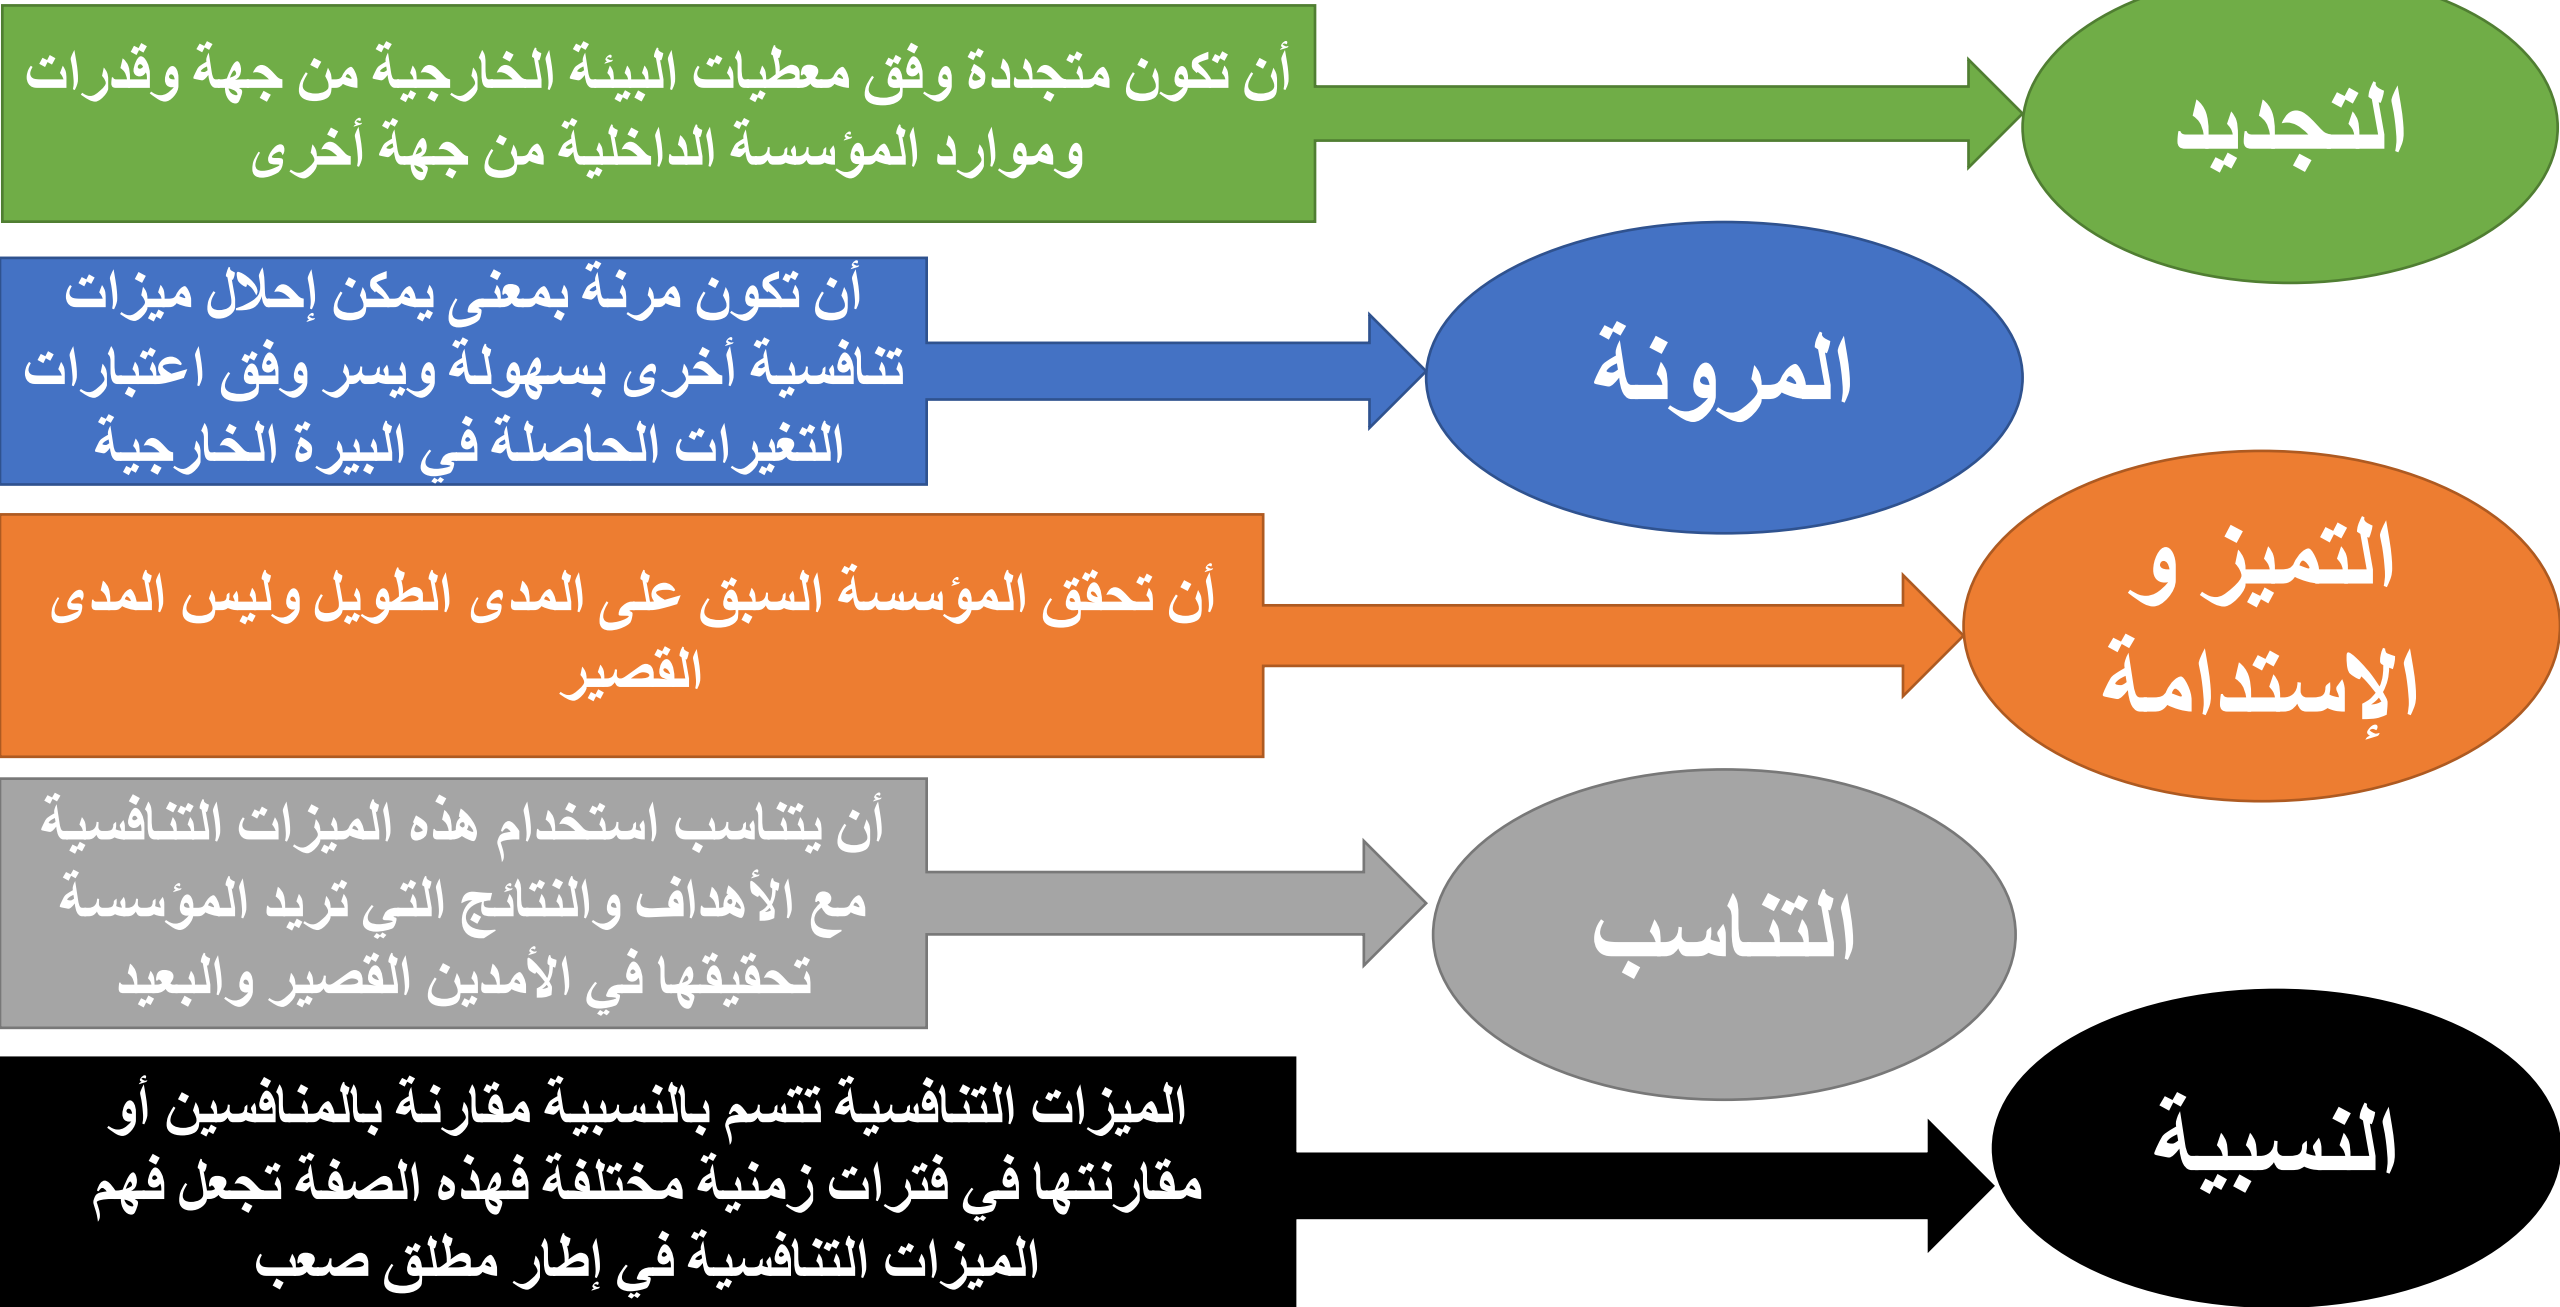 التجديد
أن تكون متجددة وفق معطيات البيئة الخارجية من جهة وقدرات
وموارد المؤسسة الداخلية من جهة أخرى
المرونة
أن تكون مرنة بمعنى يمكن إحلال ميزات
تنافسية أخرى بسهولة ويسر وفق اعتبارات
التغيرات الحاصلة في البيرة الخارجية
التميز و
الإستدامة
أن تحقق المؤسسة السبق على المدى الطويل وليس المدى
القصير
التناسب
أن يتناسب استخدام هذه الميزات التنافسية
مع الأهداف والنتائج التي تريد المؤسسة
تحقيقها في الأمدين القصير والبعيد
النسبية
الميزات التنافسية تتسم بالنسبية مقارنة بالمنافسين أو
مقارنتها في فترات زمنية مختلفة فهذه الصفة تجعل فهم
الميزات التنافسية في إطار مطلق صعب